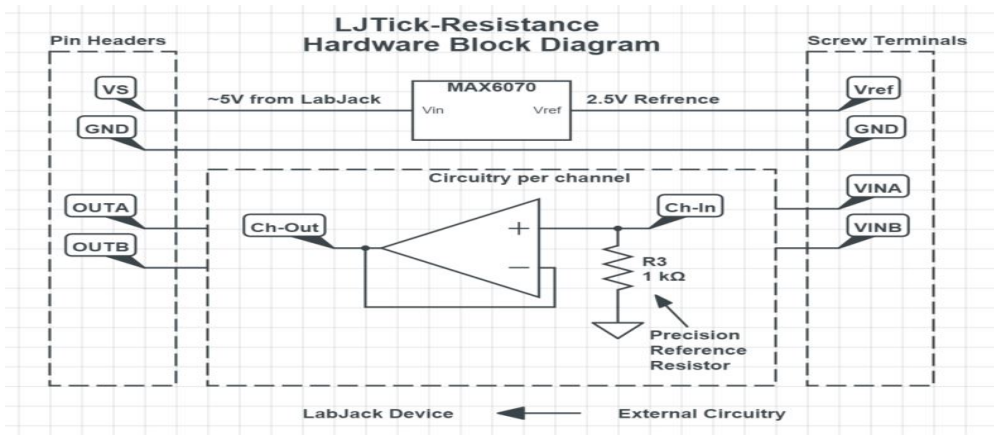 LJTick-Resistance
Hardware Block Diagram
Pin Headers
Screw Terminals
VS
~5V from LabJack
MAX6070
Vin
Vref
2.5V Refrence
Vref
GND
GND
Circuitry per channel
OUTA
OUTB
Ch-Out
+
−
Ch-In
R3
1 kΩ
Precision
Reference
Resistor
VINA
VINB
LabJack Device
External Circuitry